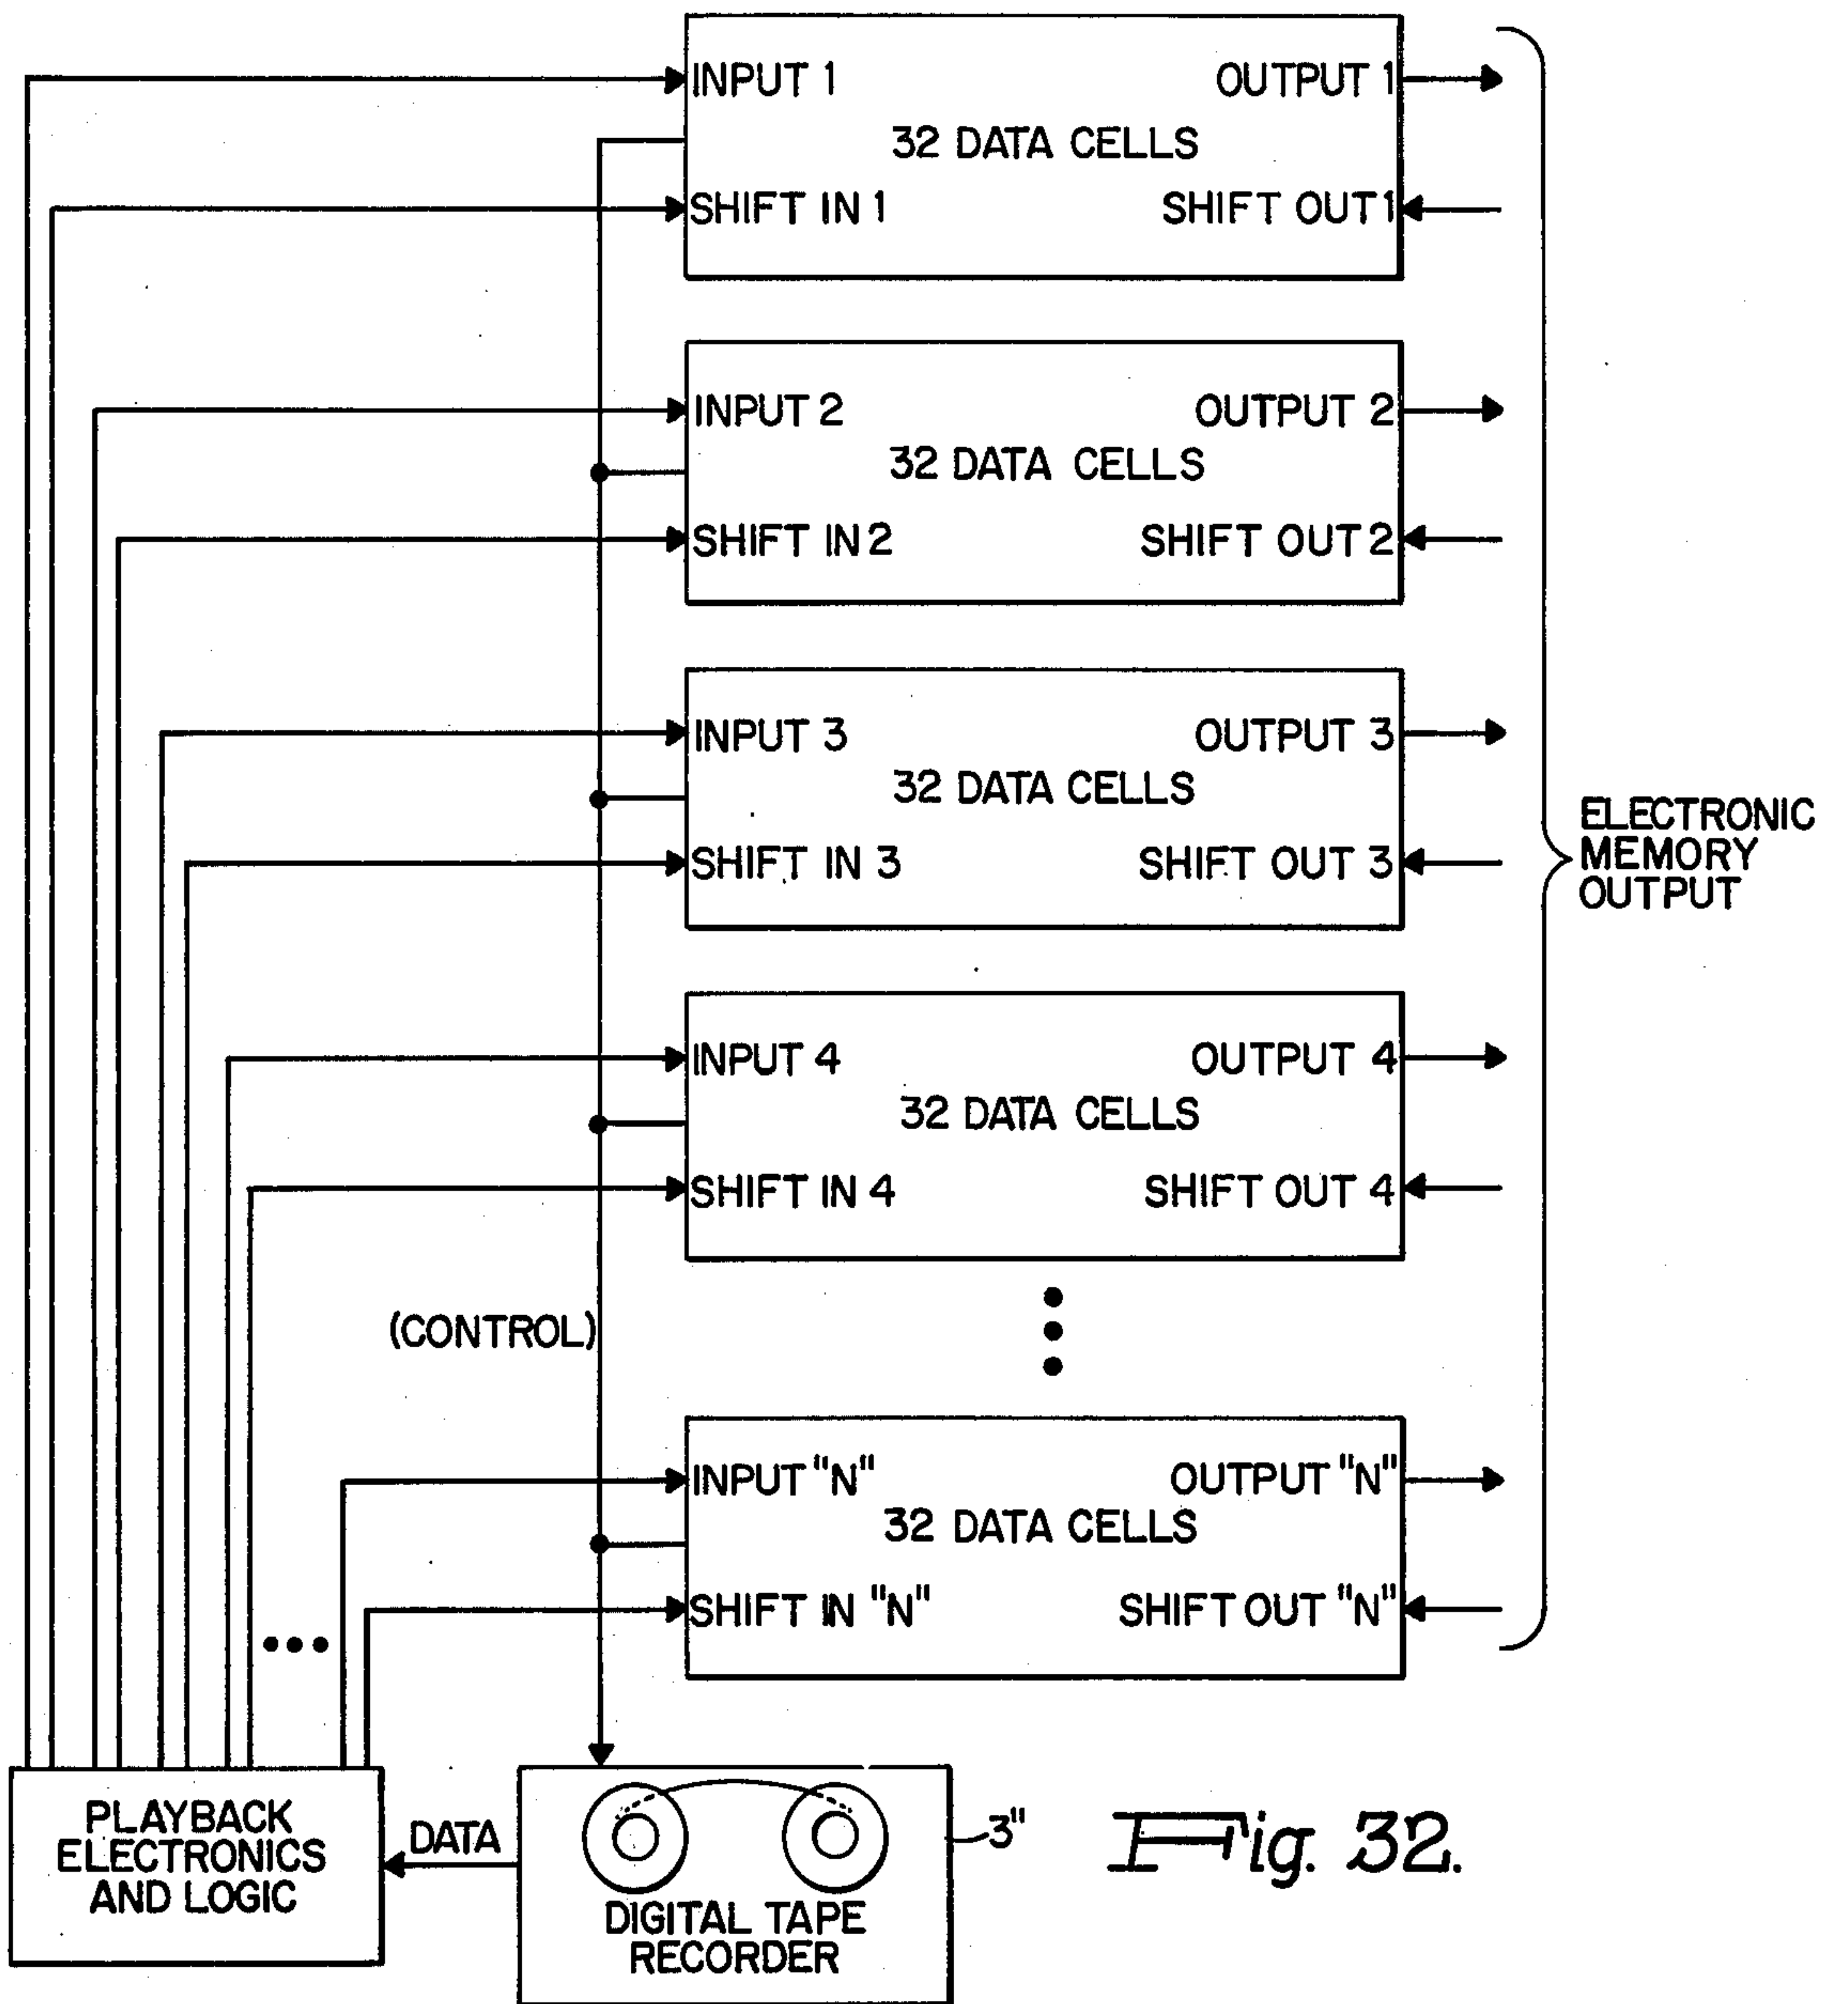 INPUT 1 OUTPUT 1
32 DATA CELLS
SHIFT IN 1 SHIFT OUT 1
INPUT 2 OUTPUT 2
32 DATA CELLS
SHIFT IN 2 SHIFT OUT 2
INPUT 3 OUTPUT 3
32 DATA CELLS
SHIFT IN 3 SHIFT OUT 3
ELECTRONIC
MEMORY
OUTPUT
INPUT 4 OUTPUT 4
32 DATA CELLS
SHIFT IN 4 SHIFT OUT 4
(CONTROL)
INPUT "N" OUTPUT "N"
32 DATA CELLS
SHIFT IN "N" SHIFT OUT "N"
PLAYBACK
ELECTRONICS
AND LOGIC
DATA
DIGITAL TAPE
RECORDER
3"
Fig. 32.